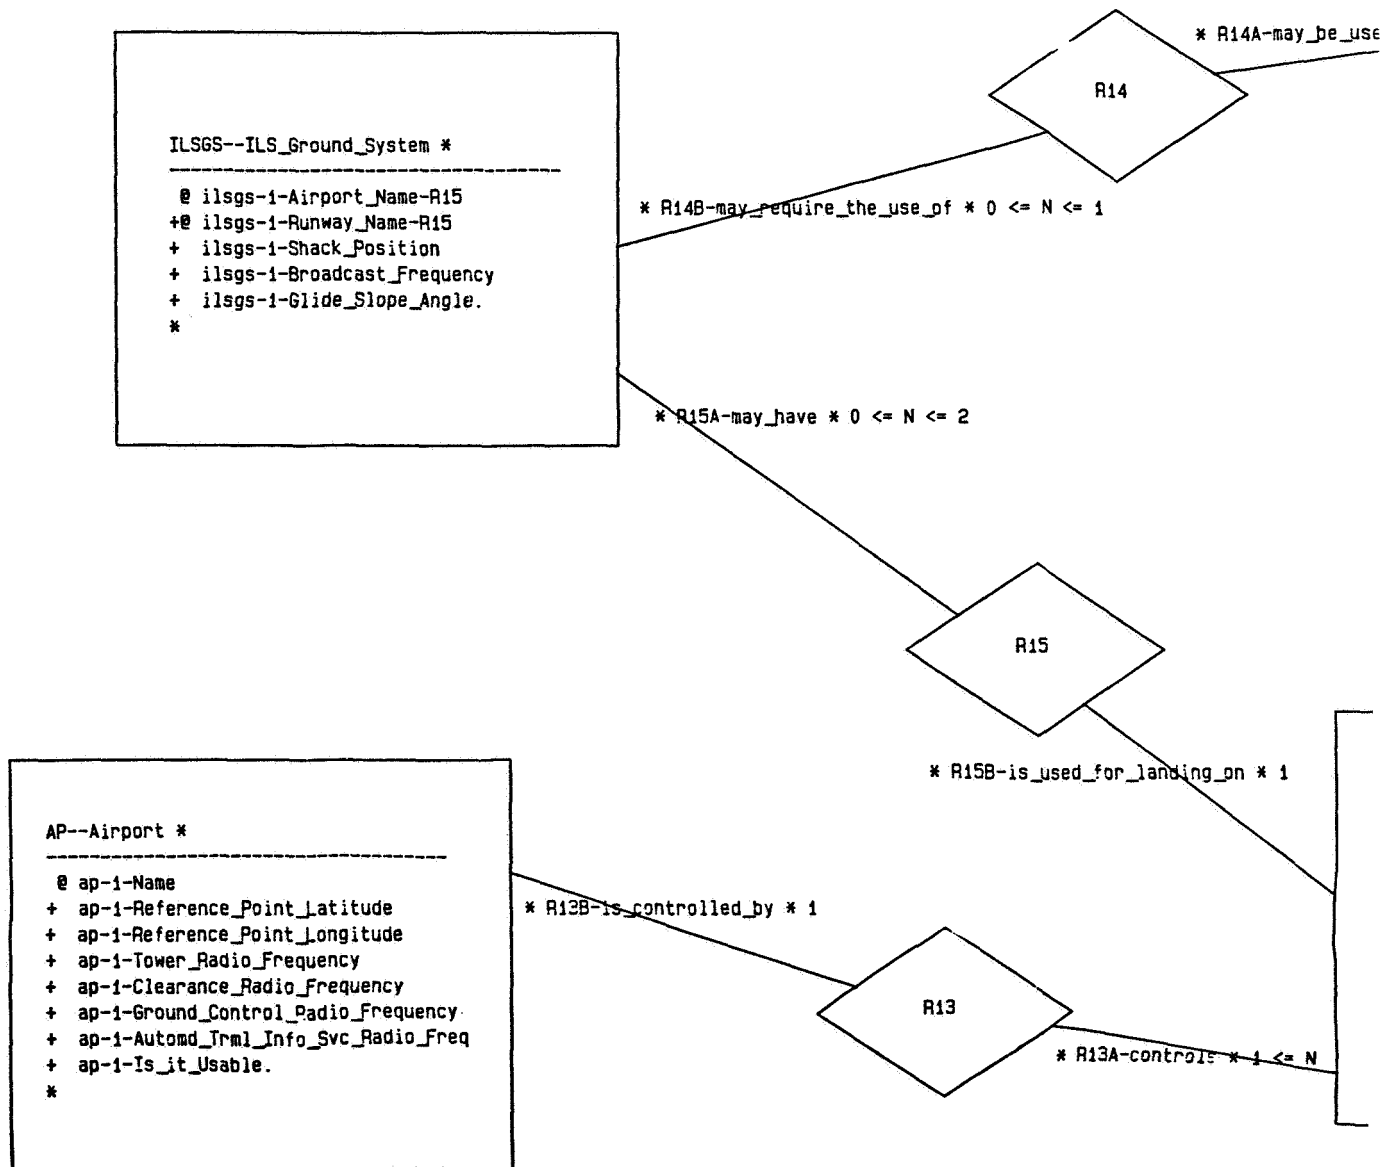 * R14A-may_be_use
R14
ILSGS--ILS_Ground_System *
------------------------------------
@ ilsgs-1-Airport_Name-R15
+@ ilsgs-1-Runway_Name-R15
+ ilsgs-1-Shack_Position
+ ilsgs-1-Broadcast_Frequency
+ ilsgs-1-Glide_Slope_Angle.
*
* R14B-may_require_the_use_of * 0 <= N <= 1
* R15A-may_have * 0 <= N <= 2
R15
* R15B-is_used_for_landing_on * 1
AP--Airport *
-------------------------------------
@ ap-1-Name
+ ap-1-Reference_Point_Latitude
+ ap-1-Reference_Point_Longitude
+ ap-1-Tower_Radio_Frequency
+ ap-1-Clearance_Radio_Frequency
+ ap-1-Ground_Control_Radio_Frequency
+ ap-1-Automd_Trml_Info_Svc_Radio_Freq
+ ap-1-Is_it_Usable.
*
* R13B-is_controlled_by * 1
R13
* R13A-controls * 1 <= N